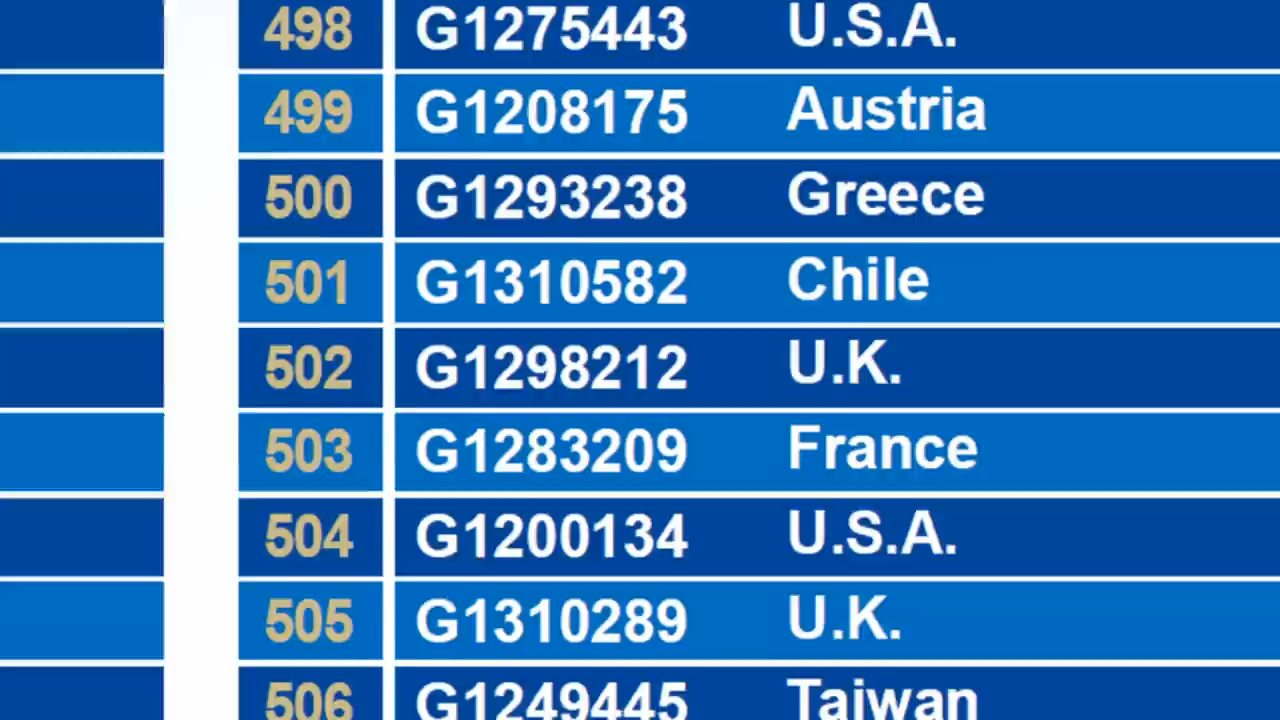 498 G1275443 U.S.A.
499 G1208175 Austria
500 G1293238 Greece
501 G1310582 Chile
502 G1298212 U.K.
503 G1283209 France
504 G1200134 U.S.A.
505 G1310289 U.K.
506 G1249445 Taiwan